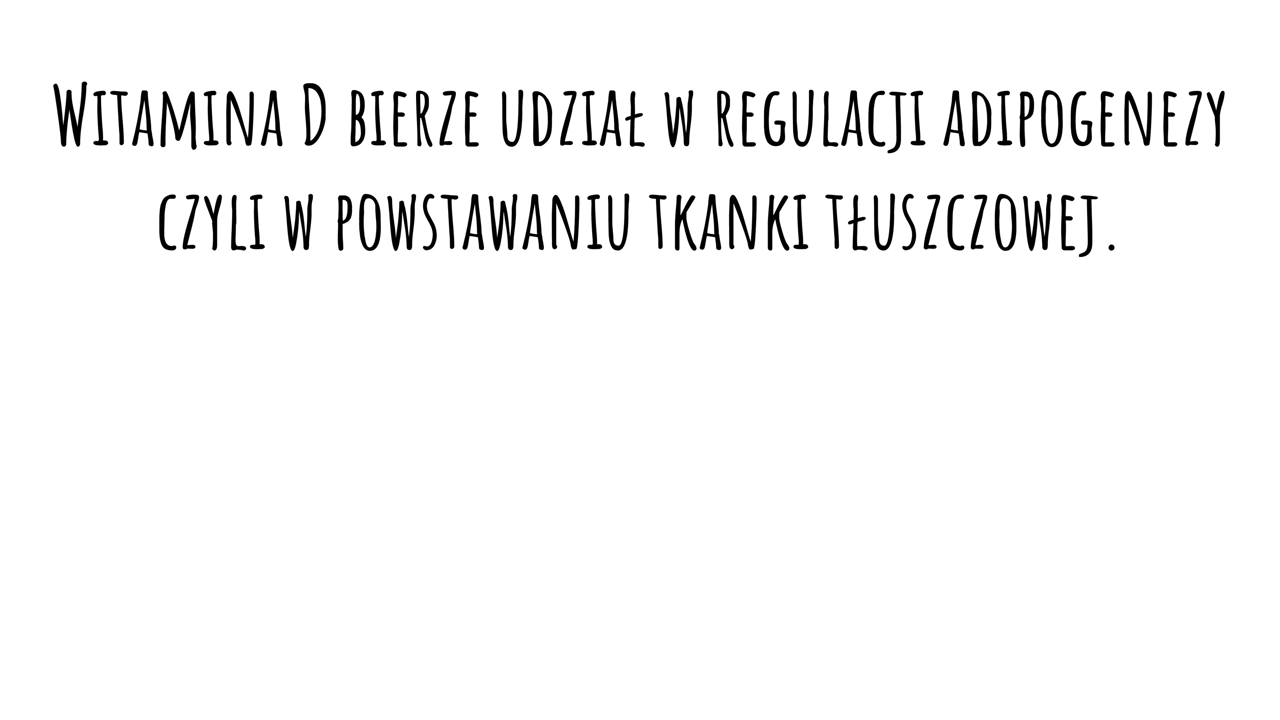 Witamina D bierze udział w regulacji adipogenezy
czyli w powstawaniu tkanki tłuszczowej.